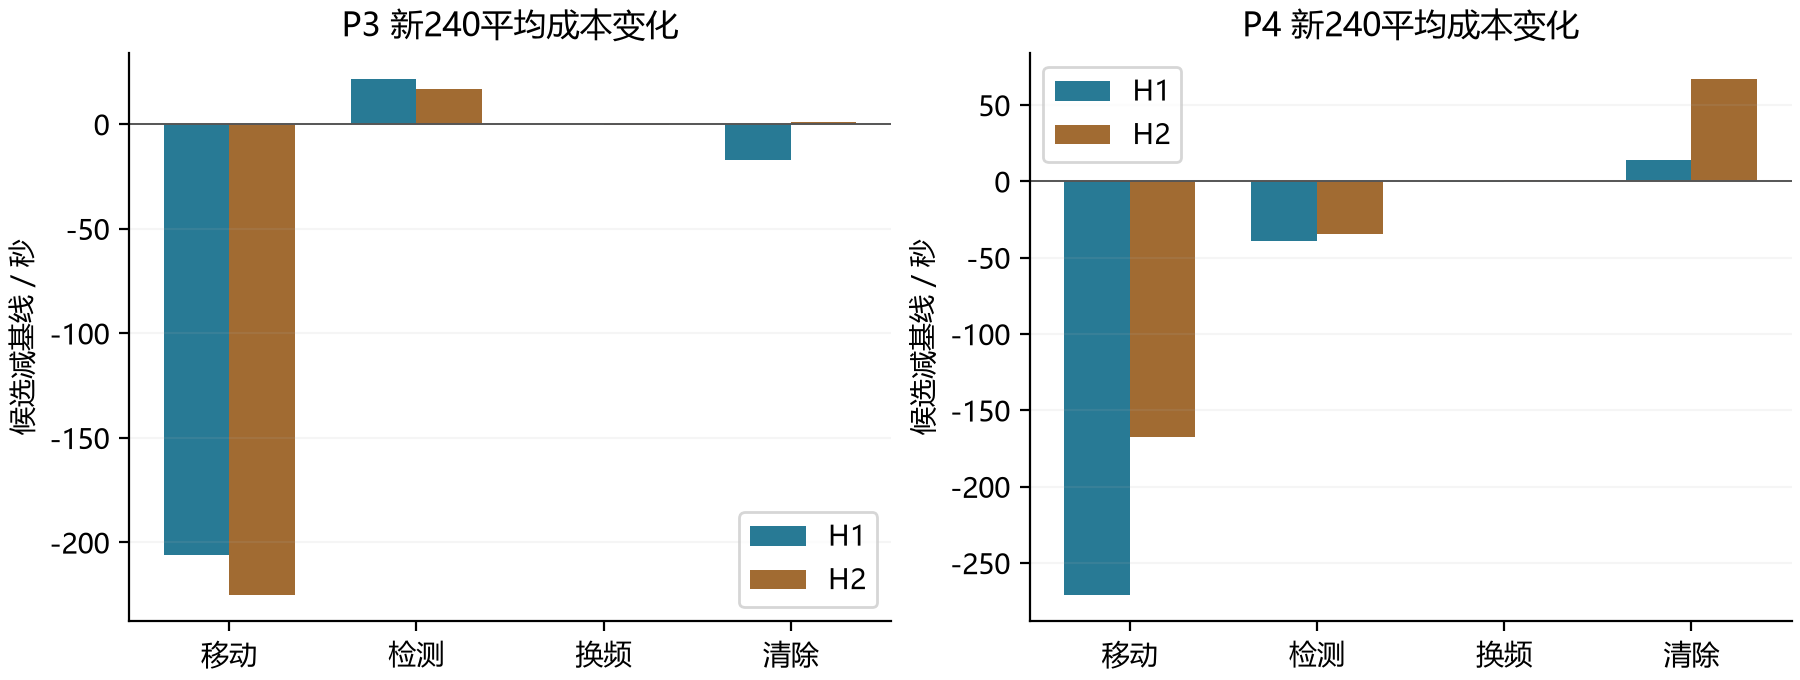 P3 新240平均成本变化
候选减基线 / 秒
0
-50
-100
-150
-200
H1
H2
移动
检测
换频
清除
P4 新240平均成本变化
候选减基线 / 秒
50
0
-50
-100
-150
-200
-250
H1
H2
移动
检测
换频
清除